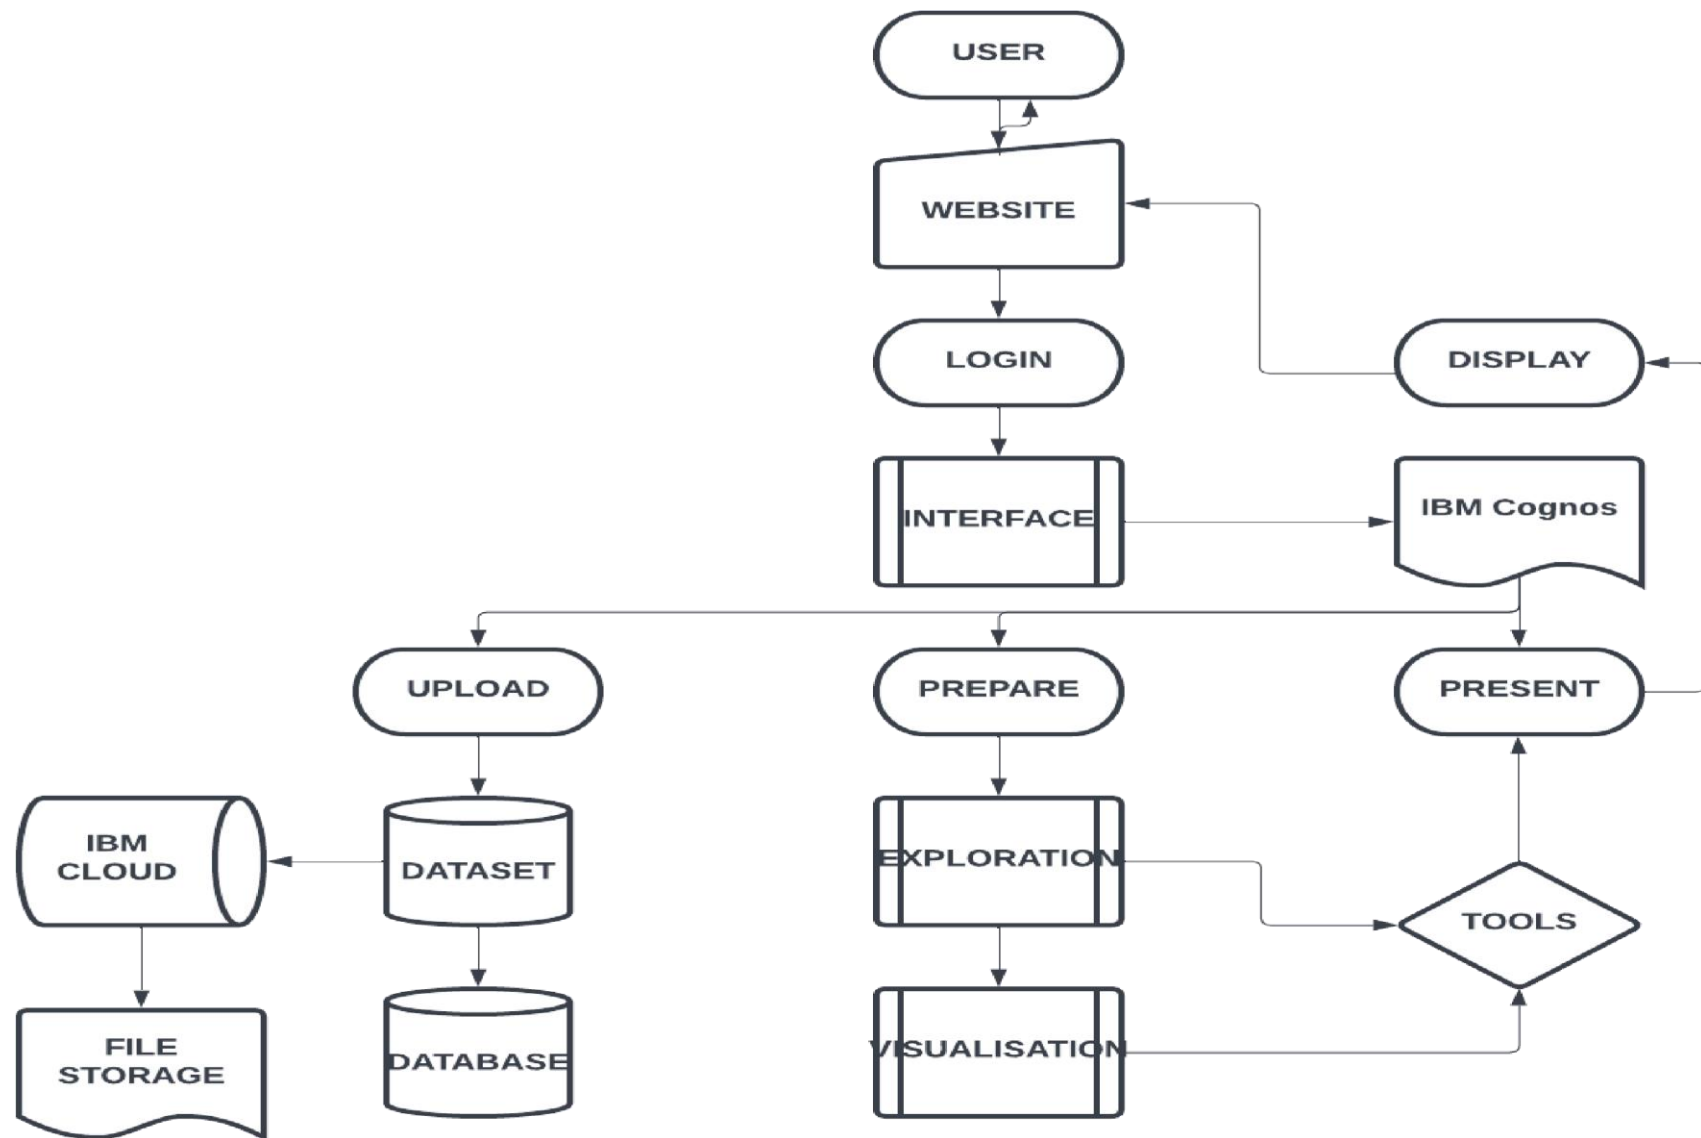 USER
WEBSITE
LOGIN
DISPLAY
INTERFACE
IBM Cognos
UPLOAD
PREPARE
PRESENT
IBM
CLOUD
DATASET
EXPLORATION
TOOLS
FILE
STORAGE
DATABASE
VISUALISATION